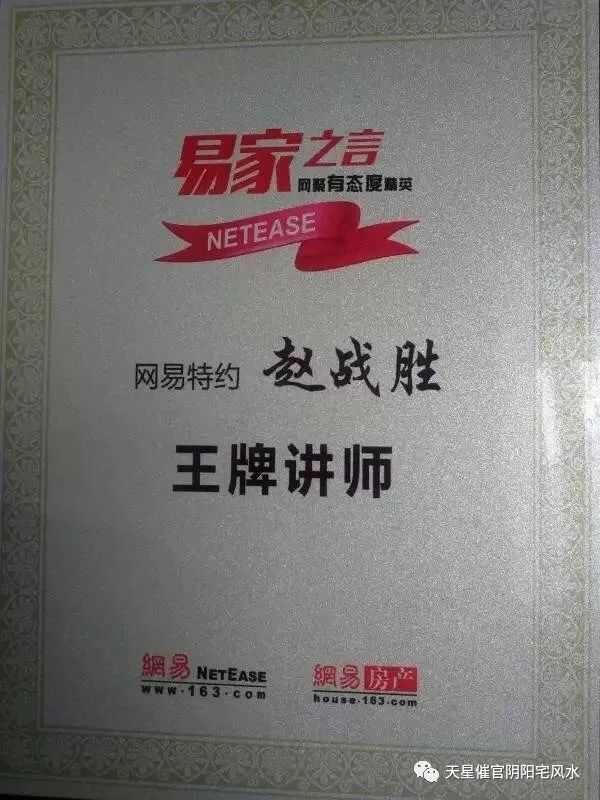 易家之言
网聚有态度精英
NETEASE
网易特约 赵战胜
王牌讲师
網易 NETEASE
www.163.com
網易 房产
house.163.com
天星催官阴阳宅风水